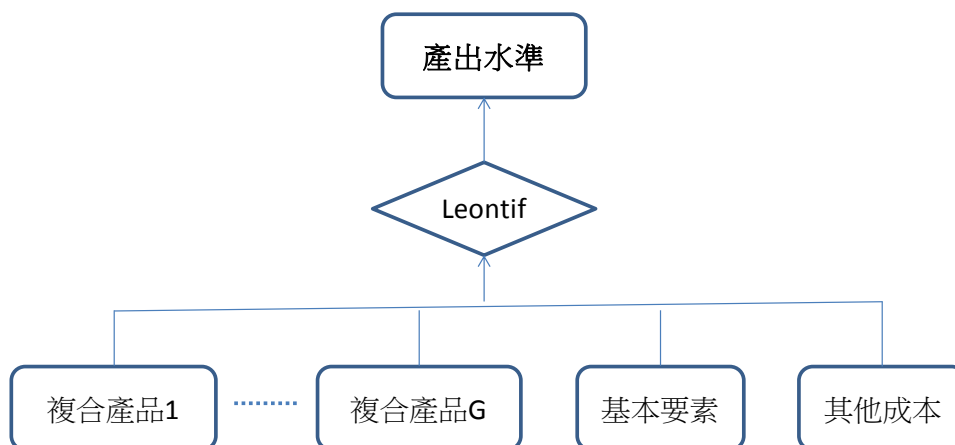 產出水準
Leontif
複合產品1
複合產品G
基本要素
其他成本